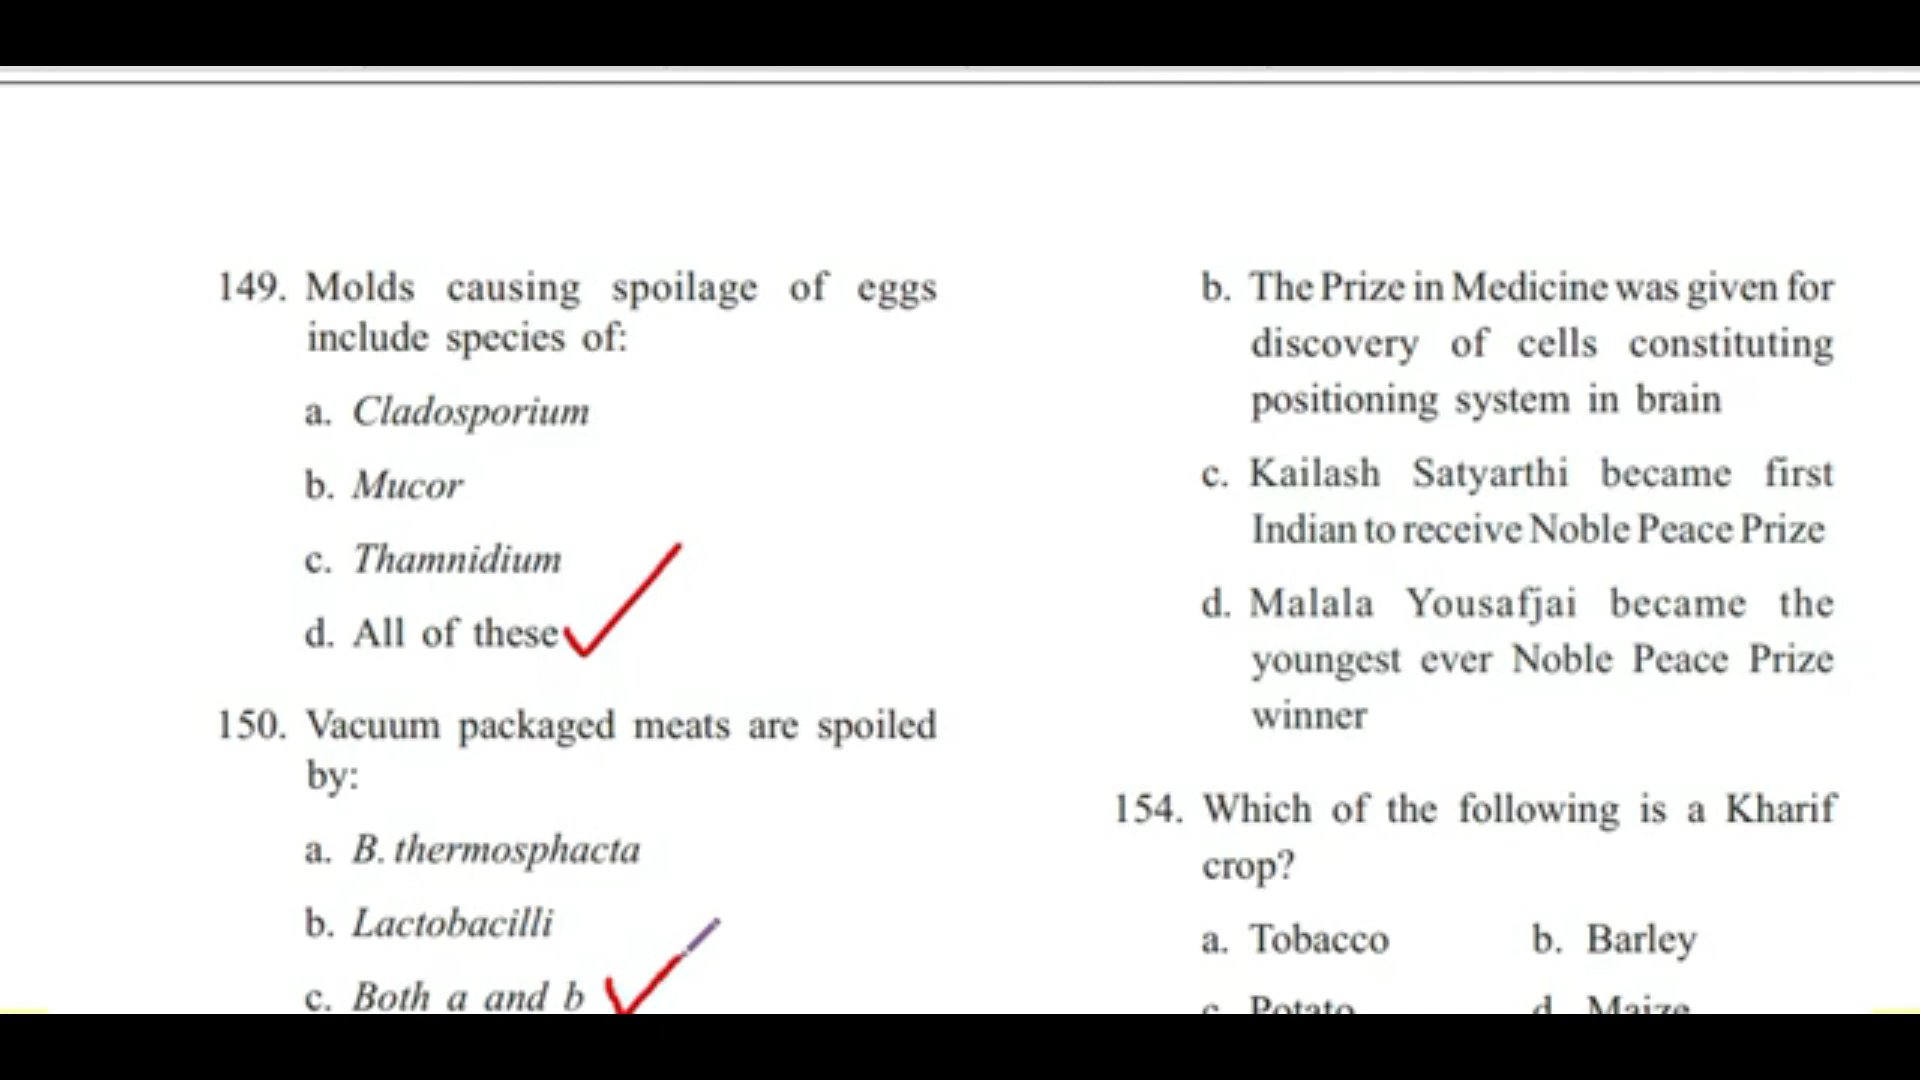 149. Molds causing spoilage of eggs
include species of:
a. Cladosporium
b. Mucor
c. Thamnidium
d. All of these
150. Vacuum packaged meats are spoiled
by:
a. B. thermosphacta
b. Lactobacilli
c. Both a and b
b. The Prize in Medicine was given for
discovery of cells constituting
positioning system in brain
c. Kailash Satyarthi became first
Indian to receive Noble Peace Prize
d. Malala Yousafjai became the
youngest ever Noble Peace Prize
winner
154. Which of the following is a Kharif
crop?
a. Tobacco b. Barley
c. Potato d. Maize